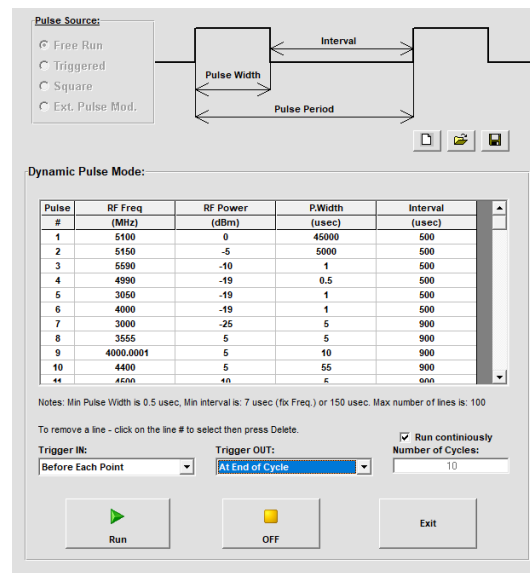 Pulse Source:
Free Run
Triggered
Square
Ext. Pulse Mod.
Interval
Pulse Width
Pulse Period
Dynamic Pulse Mode:
Pulse RF Freq RF Power P.Width Interval
# (MHz) (dBm) (usec) (usec)
1 5100 0 45000 500
2 5150 -5 5000 500
3 5590 -10 1 500
4 4990 -19 0.5 500
5 3050 -19 1 500
6 4000 -19 1 500
7 3000 -25 5 900
8 3555 5 5 900
9 4000.0001 5 10 900
10 4400 5 55 900
11 4500 10 5 900
Notes: Min Pulse Width is 0.5 usec, Min interval is: 7 usec (fix Freq.) or 150 usec. Max number of lines is: 100
To remove a line - click on the line # to select then press Delete.
Run continiously
Trigger IN: Trigger OUT: Number of Cycles:
Before Each Point At End of Cycle 10
Run OFF Exit